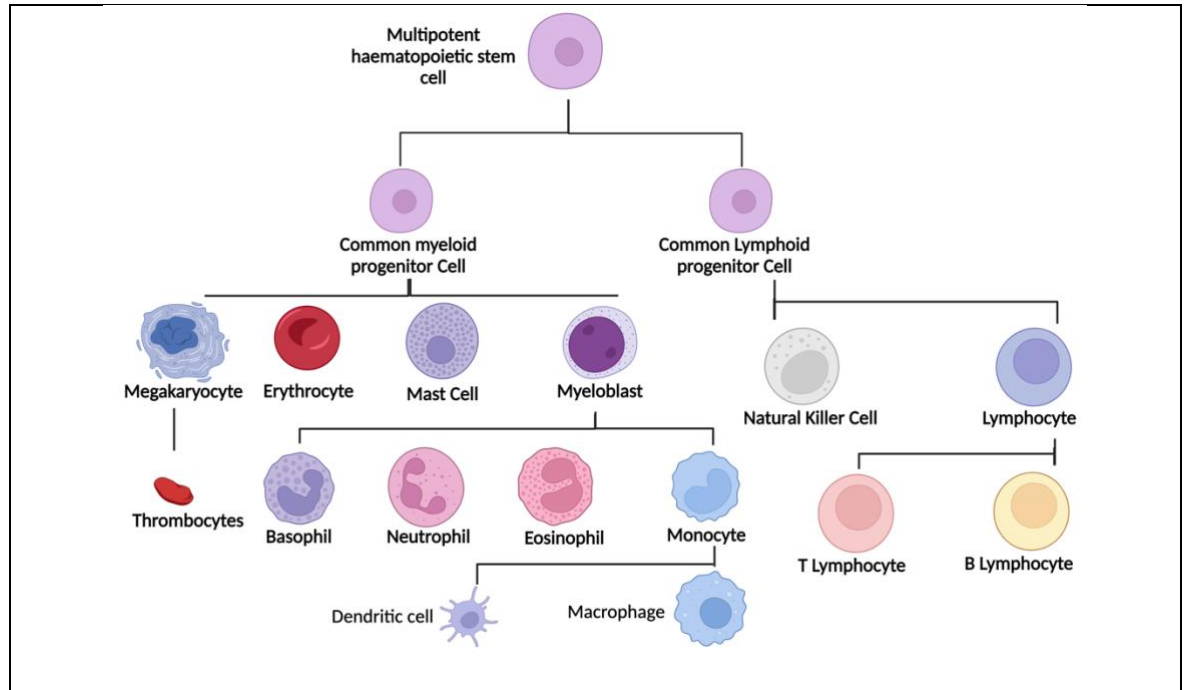 Multipotent
haematopoietic stem
cell
Common myeloid
progenitor Cell
Common Lymphoid
progenitor Cell
Megakaryocyte
Erythrocyte
Mast Cell
Myeloblast
Natural Killer Cell
Lymphocyte
Thrombocytes
Basophil
Neutrophil
Eosinophil
Monocyte
T Lymphocyte
B Lymphocyte
Dendritic cell
Macrophage